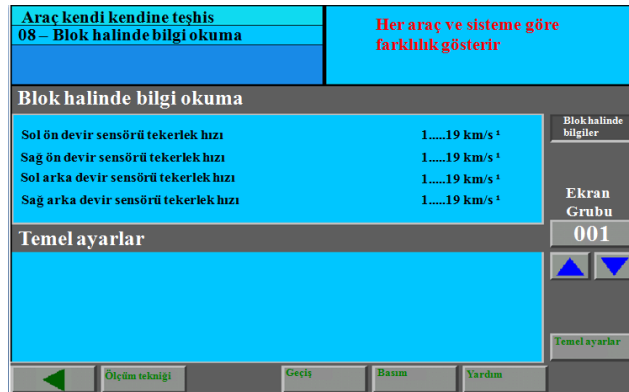 Araç kendi kendine teşhis
08 – Blok halinde bilgi okuma
Her araç ve sisteme göre
farklılık gösterir
Blok halinde bilgi okuma
Blok halinde
bilgiler
Sol ön devir sensörü tekerlek hızı 1.....19 km/s ¹
Sağ ön devir sensörü tekerlek hızı 1.....19 km/s ¹
Sol arka devir sensörü tekerlek hızı 1.....19 km/s ¹
Sağ arka devir sensörü tekerlek hızı 1.....19 km/s ¹
Ekran
Grubu
001
Temel ayarlar
Temel ayarlar
Ölçüm tekniği
Geçiş
Basım
Yardım